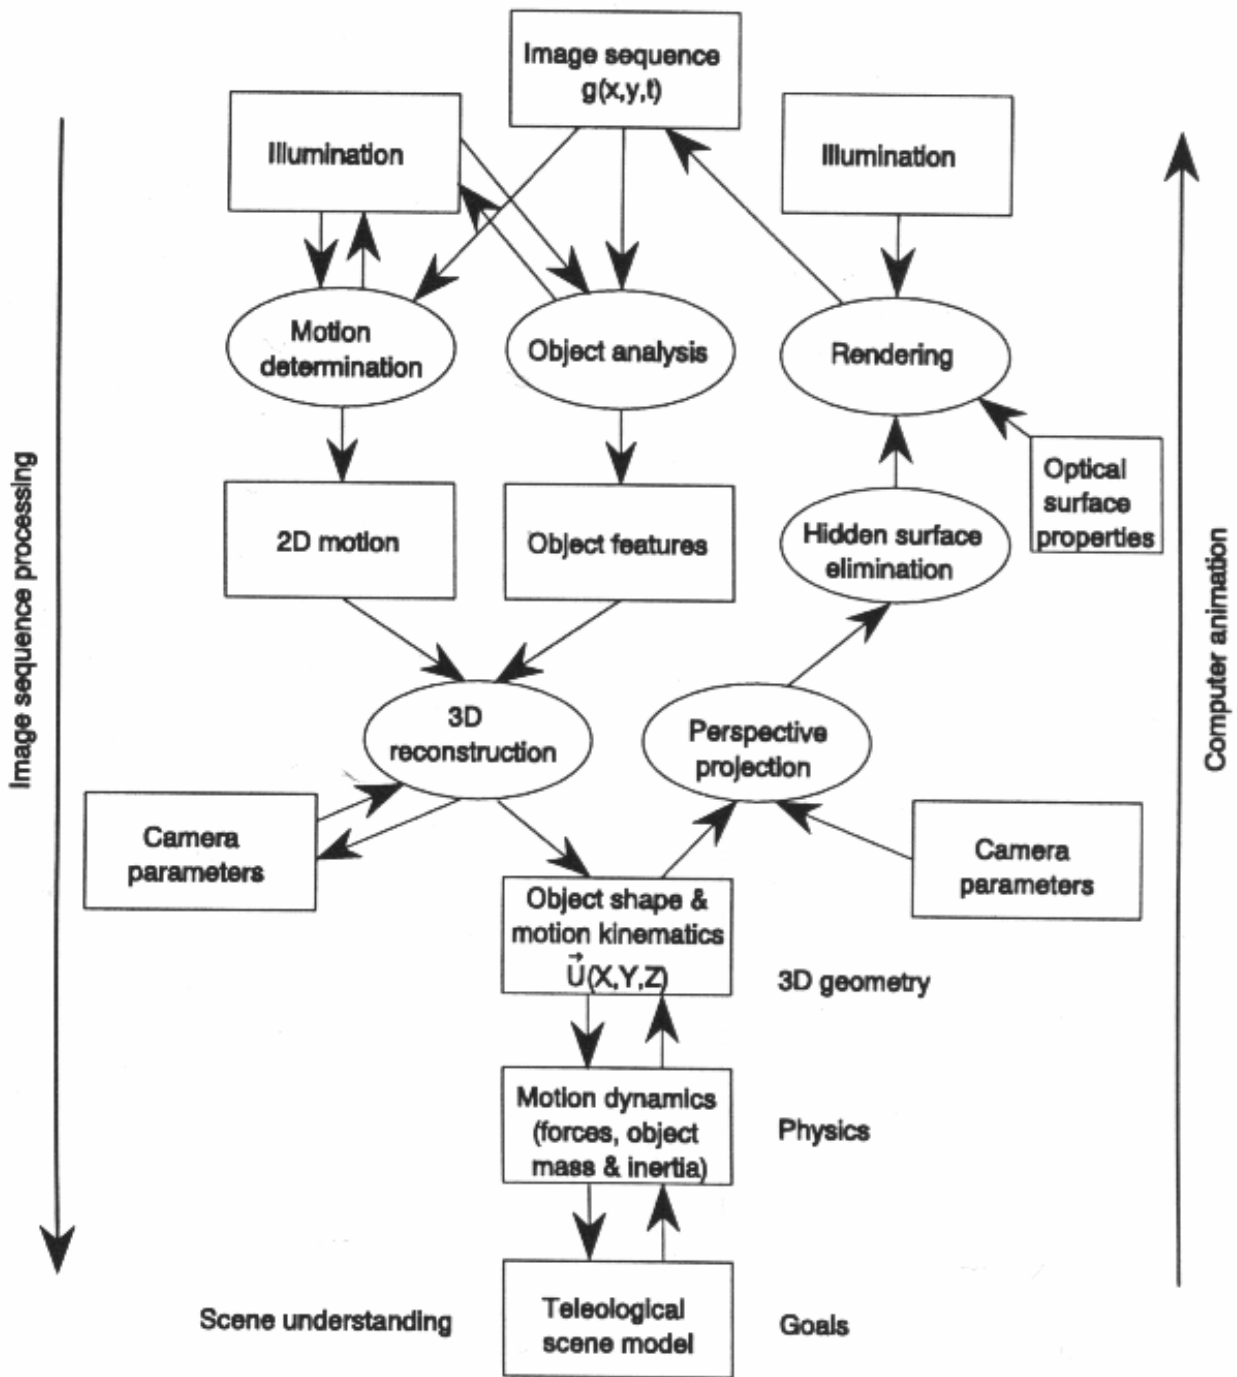 Image sequence
g(x,y,t)
Illumination
Illumination
Motion
determination
Object analysis
Rendering
Optical
surface
properties
2D motion
Object features
Hidden surface
elimination
Image sequence processing
Computer animation
3D
reconstruction
Perspective
projection
Camera
parameters
Camera
parameters
Object shape &
motion kinematics
U⃗(X,Y,Z)
3D geometry
Motion dynamics
(forces, object
mass & inertia)
Physics
Scene understanding
Teleological
scene model
Goals